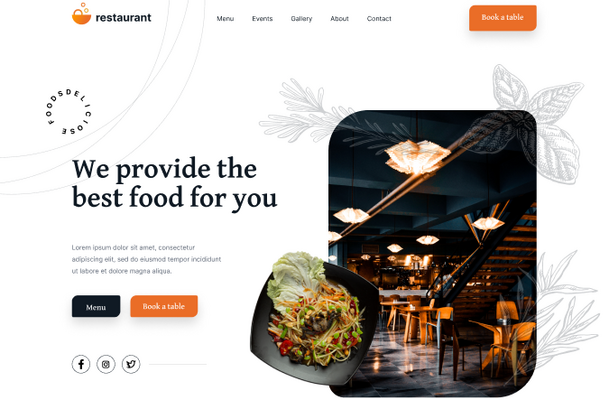 restaurant
Menu
Events
Gallery
About
Contact
Book a table
FOODSDELICIOSE
We provide the
best food for you
Lorem ipsum dolor sit amet, consectetur
adipiscing elit, sed do eiusmod tempor incididunt
ut labore et dolore magna aliqua.
Menu
Book a table